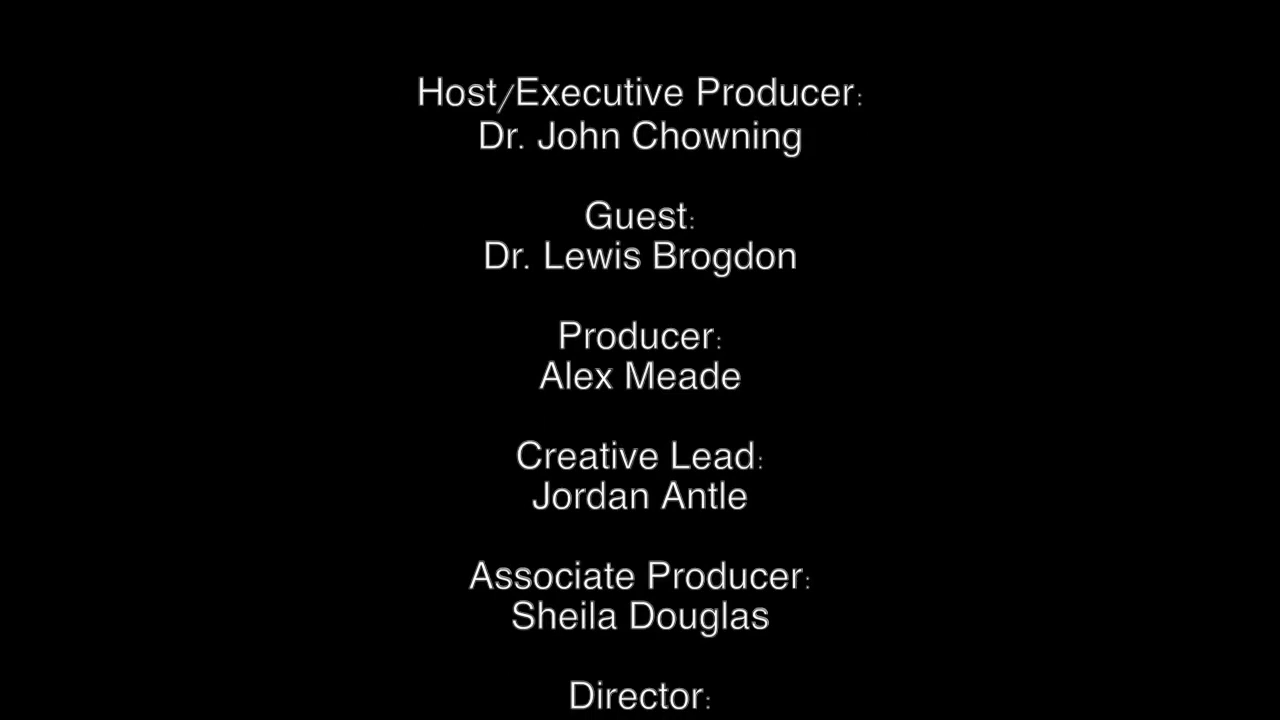 Host/Executive Producer:
Dr. John Chowning
Guest:
Dr. Lewis Brogdon
Producer:
Alex Meade
Creative Lead:
Jordan Antle
Associate Producer:
Sheila Douglas
Director: